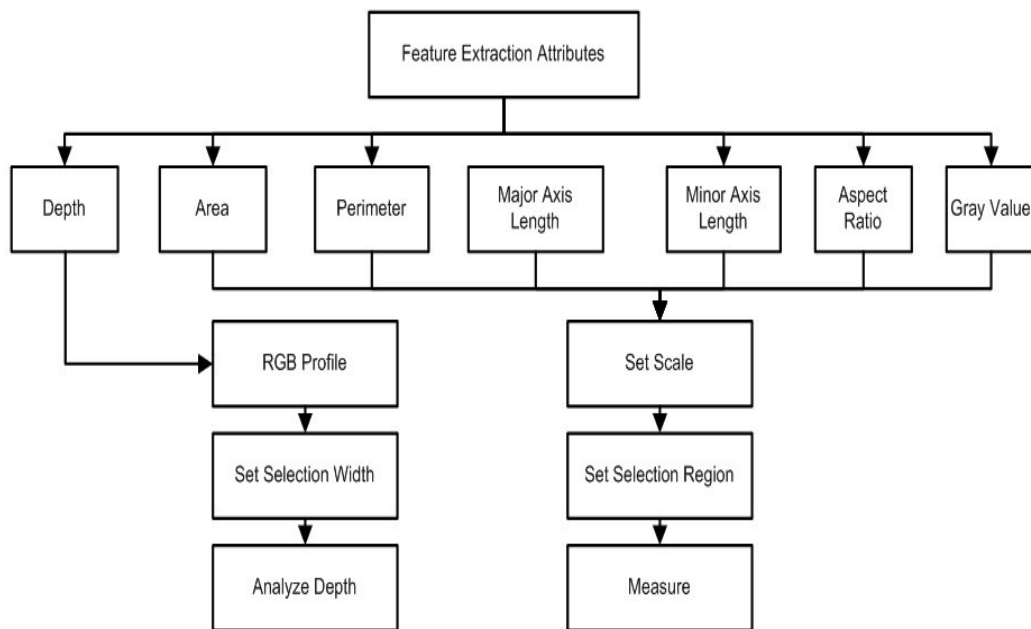 Feature Extraction Attributes
Depth
Area
Perimeter
Major Axis
Length
Minor Axis
Length
Aspect
Ratio
Gray Value
RGB Profile
Set Scale
Set Selection Width
Set Selection Region
Analyze Depth
Measure